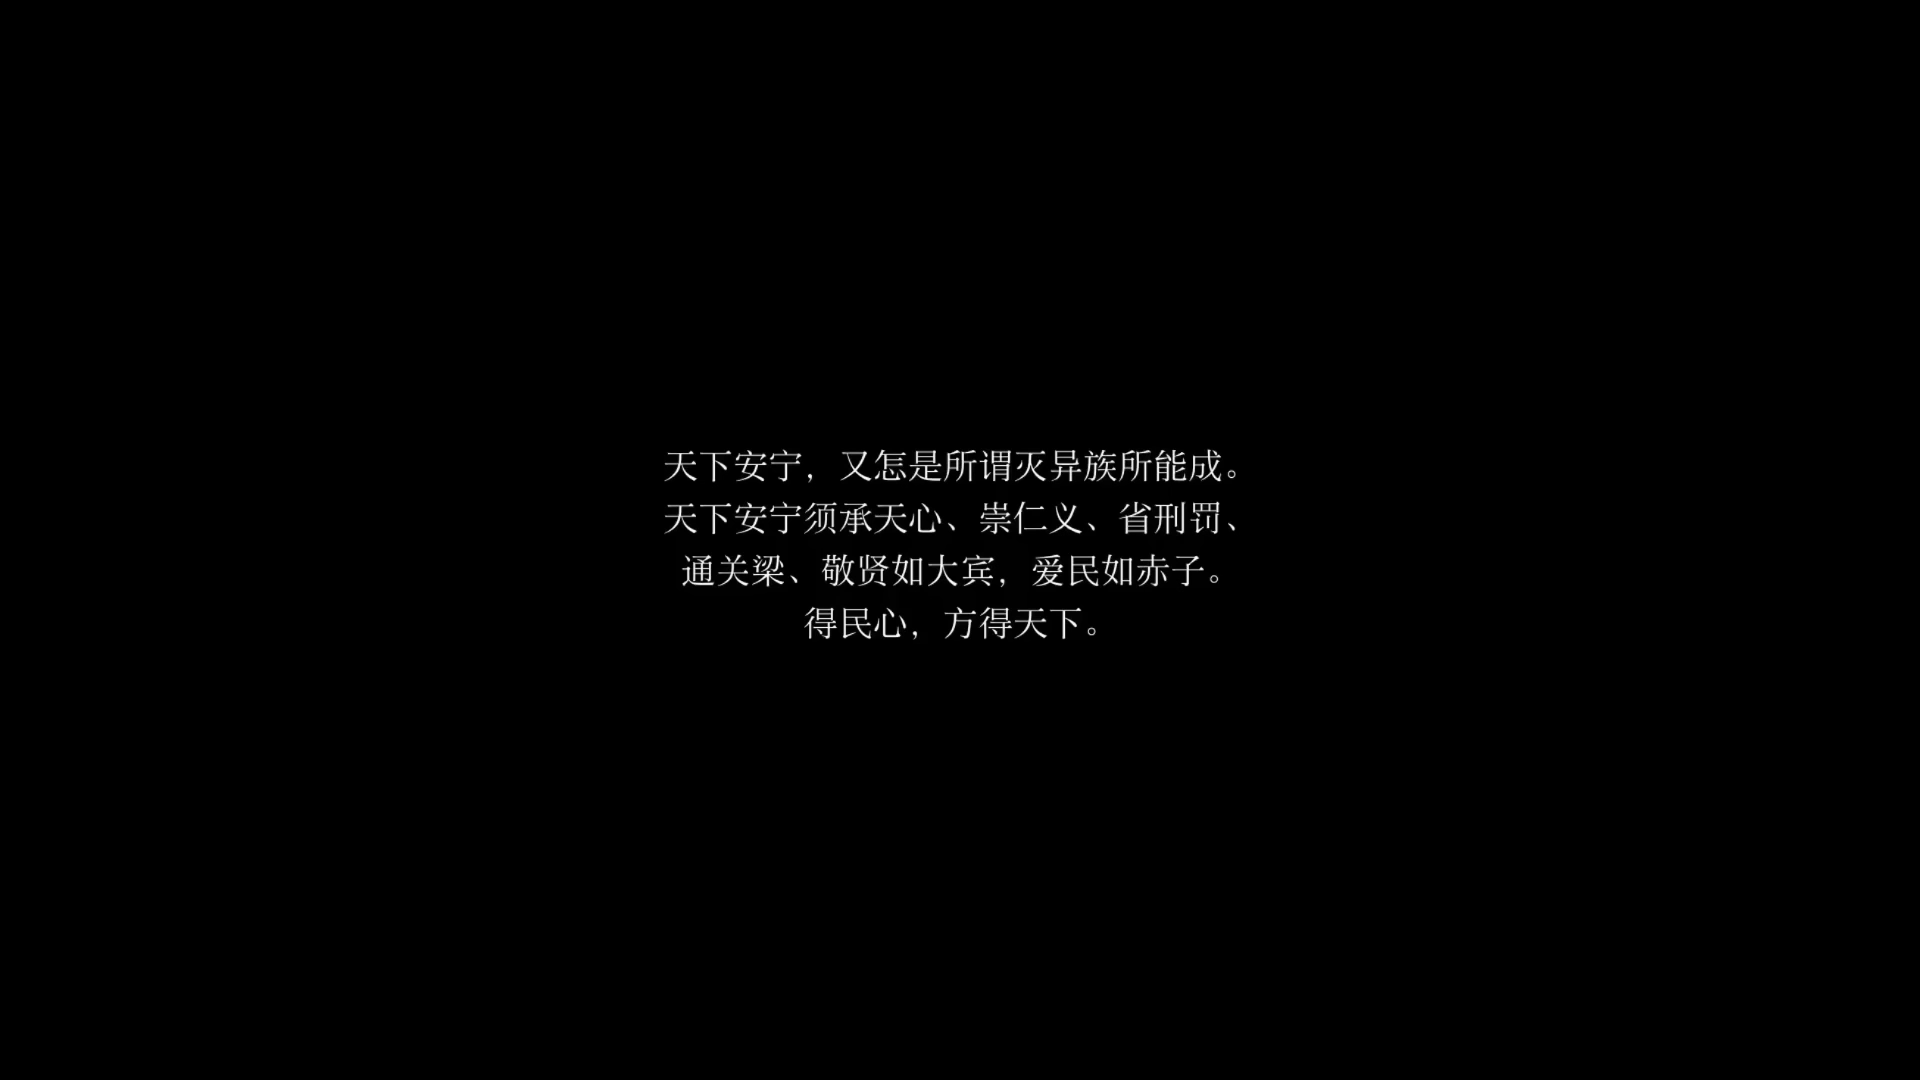 天下安宁，又怎是所谓灭异族所能成。
天下安宁须承天心、崇仁义、省刑罚、
通关梁、敬贤如大宾，爱民如赤子。
得民心，方得天下。